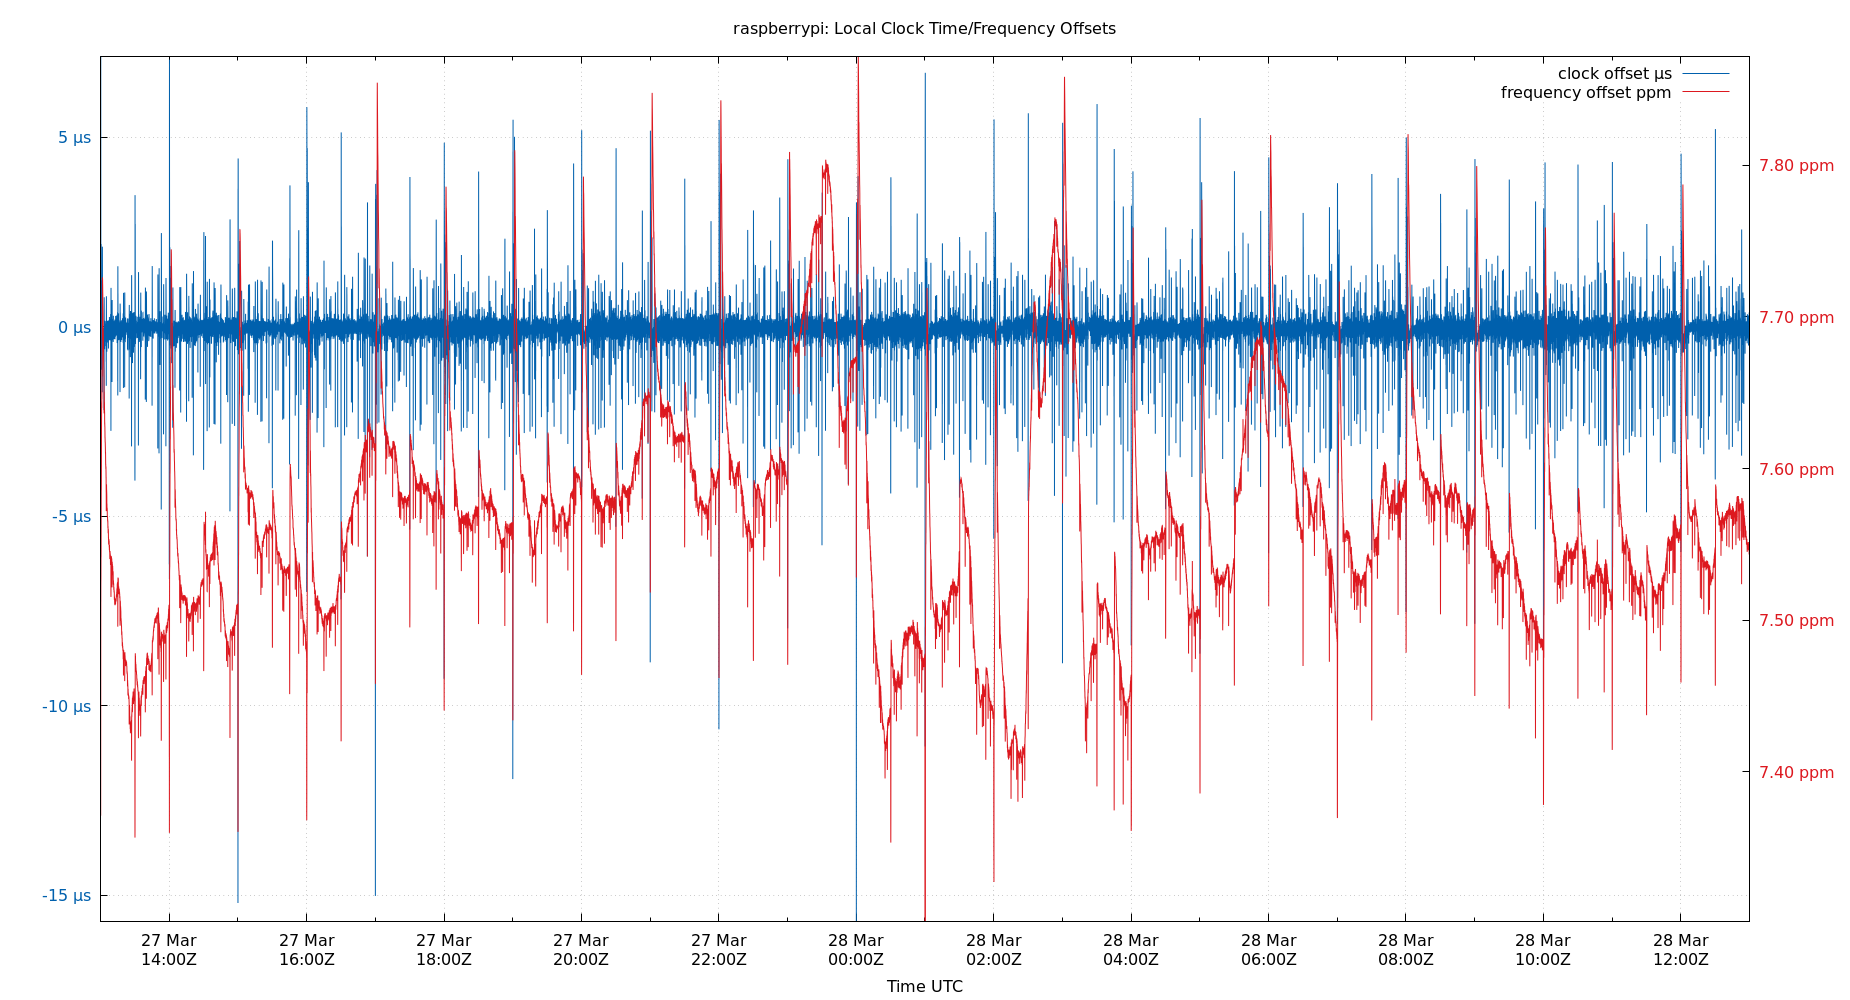 raspberrypi: Local Clock Time/Frequency Offsets
clock offset µs
frequency offset ppm
5 µs
0 µs
-5 µs
-10 µs
-15 µs
7.80 ppm
7.70 ppm
7.60 ppm
7.50 ppm
7.40 ppm
27 Mar 27 Mar 27 Mar 27 Mar 27 Mar 28 Mar 28 Mar 28 Mar 28 Mar 28 Mar 28 Mar 28 Mar
14:00Z 16:00Z 18:00Z 20:00Z 22:00Z 00:00Z 02:00Z 04:00Z 06:00Z 08:00Z 10:00Z 12:00Z
Time UTC